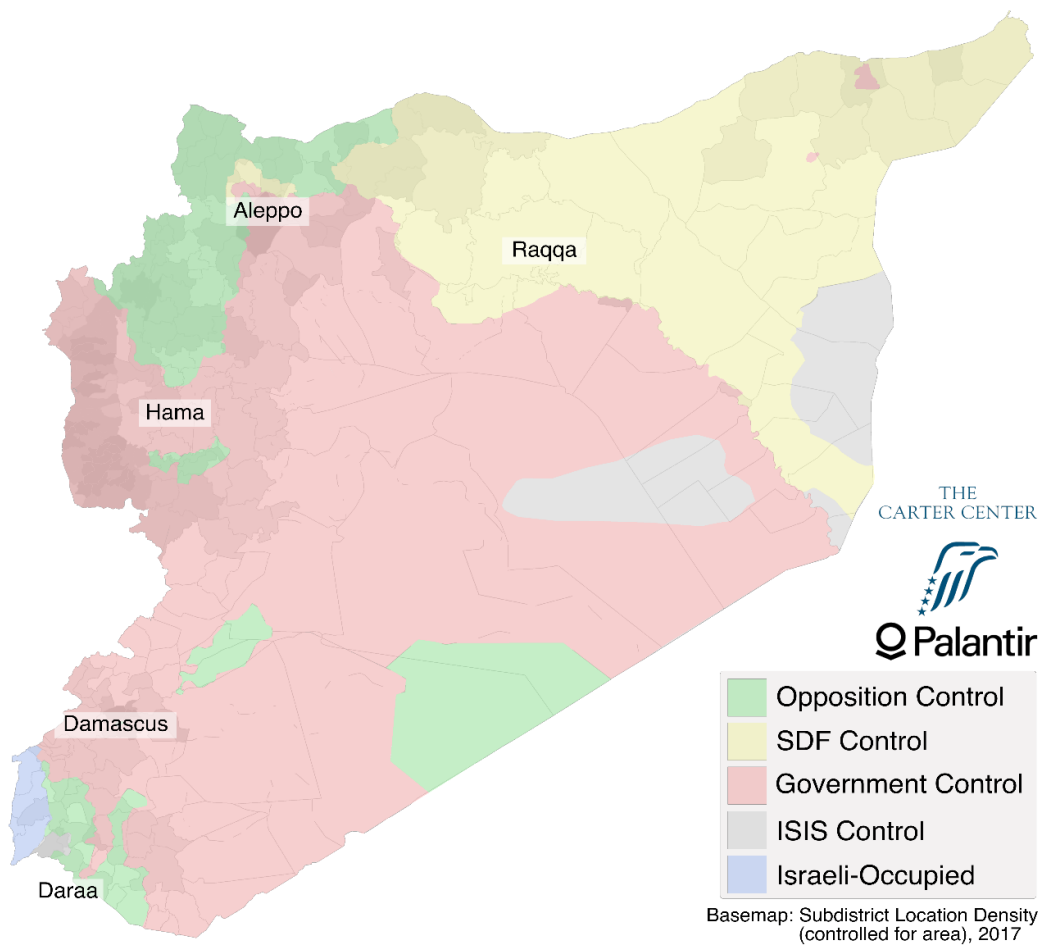 Aleppo
Raqqa
Hama
THE
CARTER CENTER
Palantir
Damascus
Daraa
Opposition Control
SDF Control
Government Control
ISIS Control
Israeli-Occupied
Basemap: Subdistrict Location Density
(controlled for area), 2017